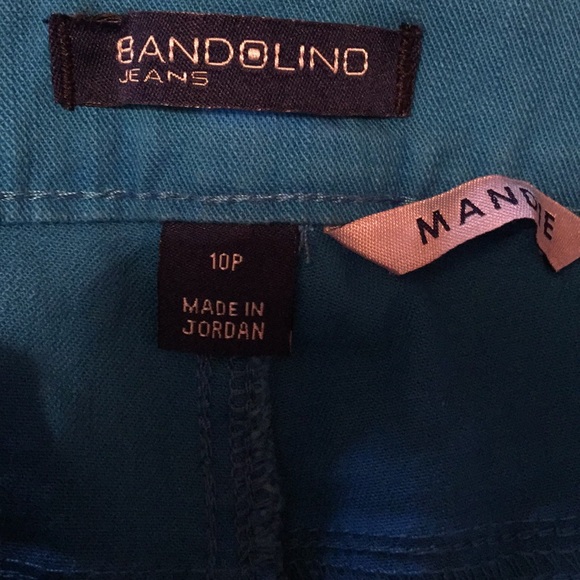 BANDOLINO
JEANS
MANDIE
10P
MADE IN
JORDAN